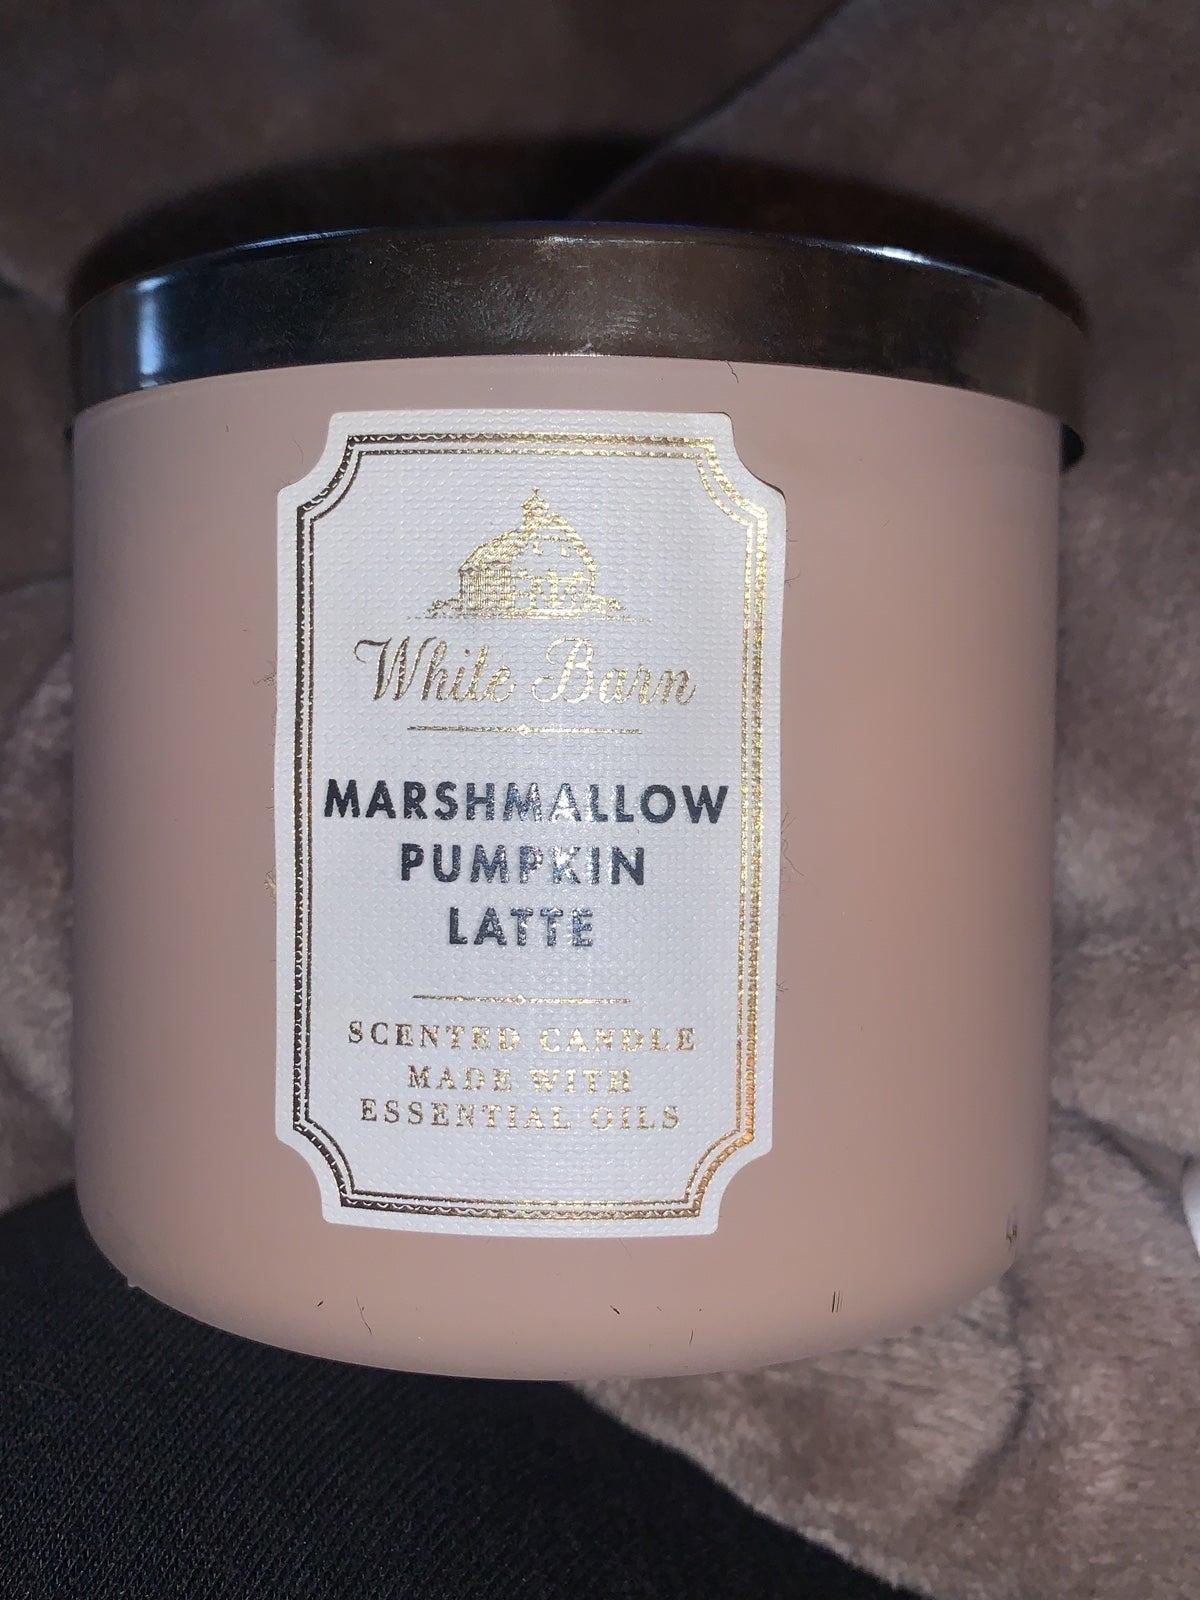 White Barn
MARSHMALLOW
PUMPKIN
LATTE
SCENTED CANDLE
MADE WITH
ESSENTIAL OILS